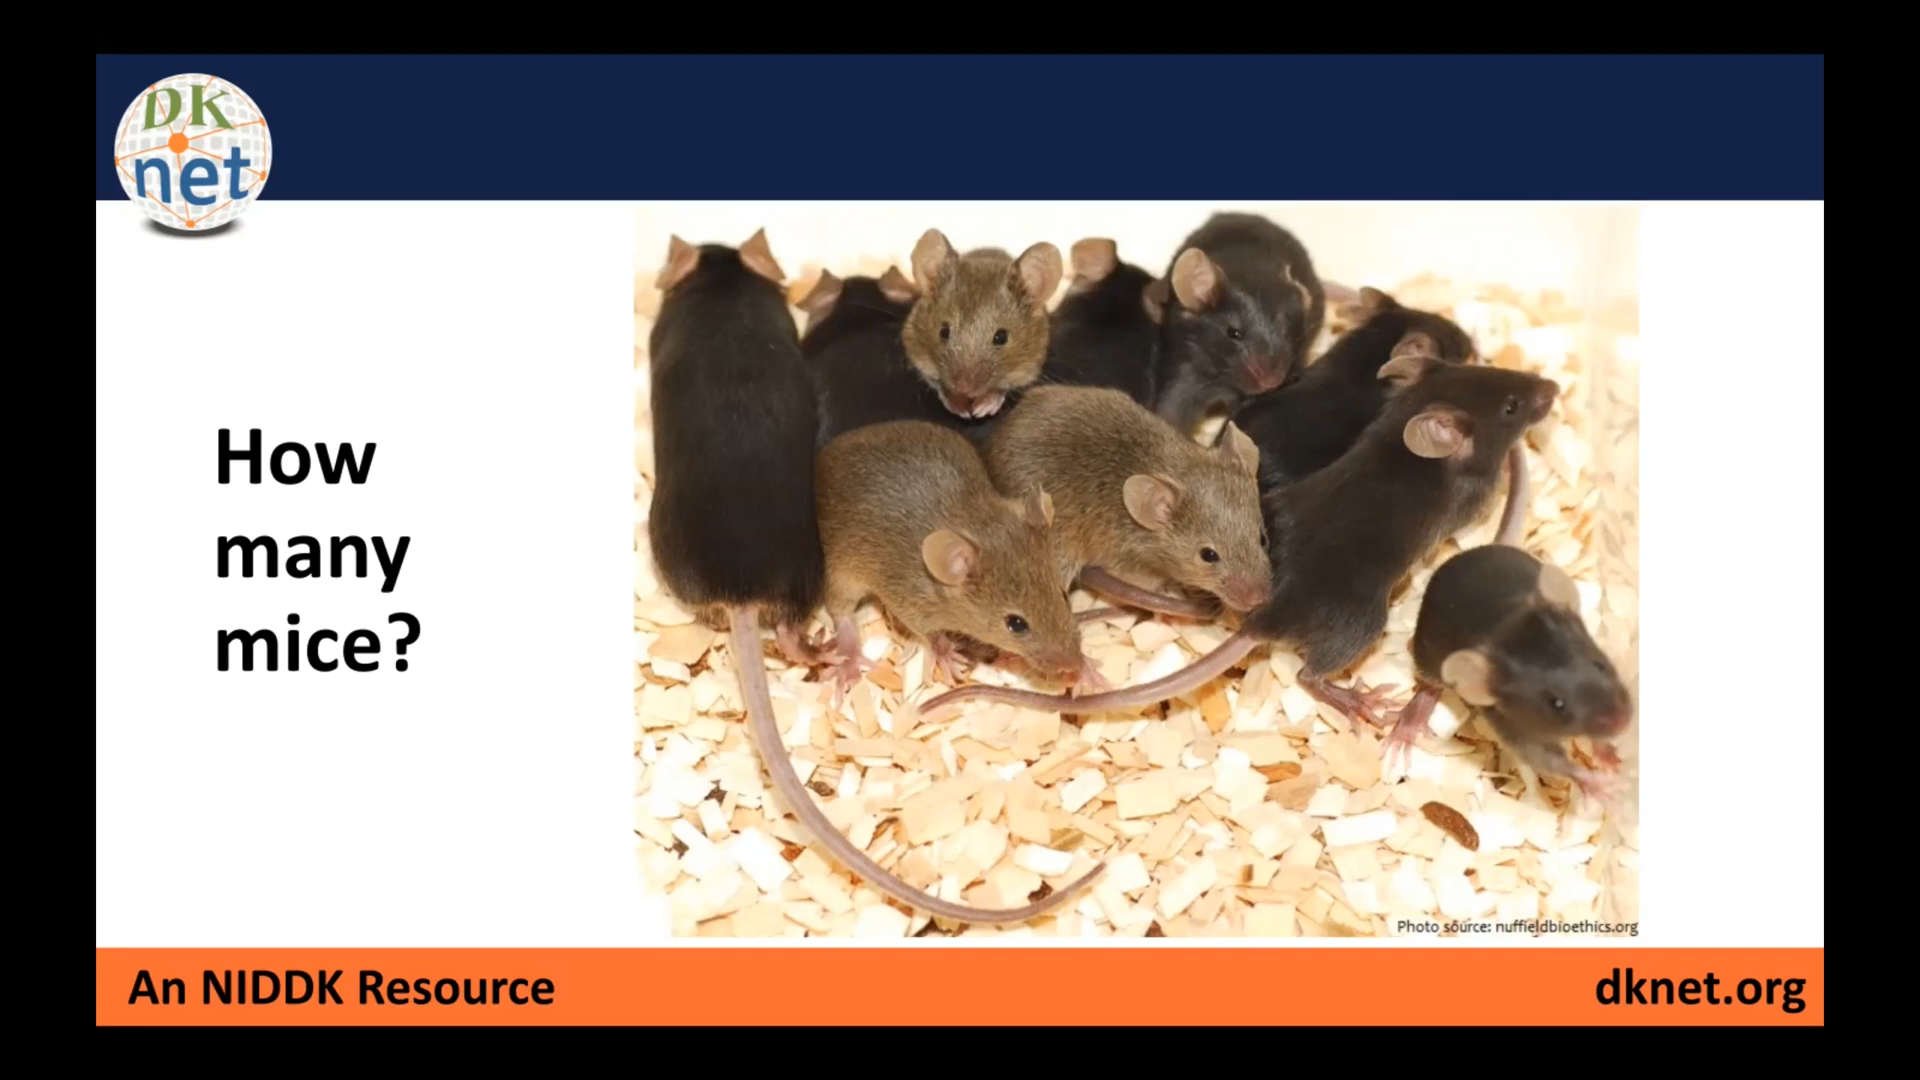 DK
net
How
many
mice?
Photo source: nuffieldbioethics.org
An NIDDK Resource
dknet.org